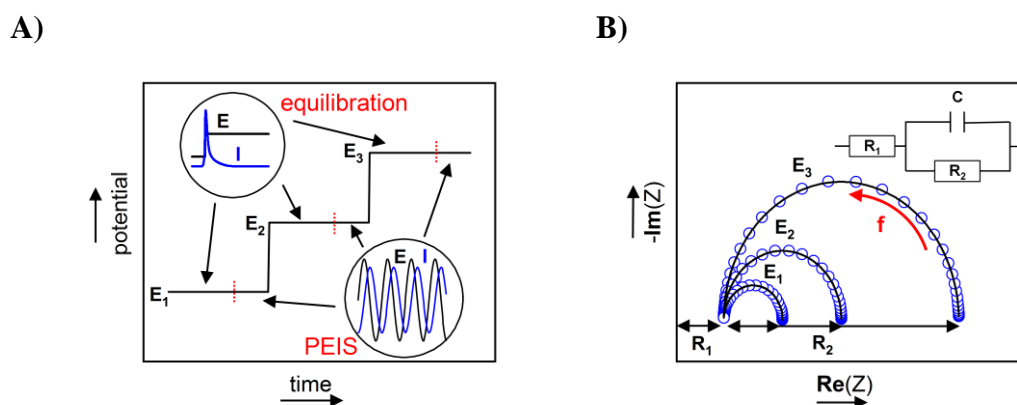 A)
equilibration
E
I
E₃
E₂
E₁
E I
PEIS
potential
time
B)
C
R₁
R₂
E₃
f
E₂
E₁
R₁
R₂
-Im(Z)
Re(Z)